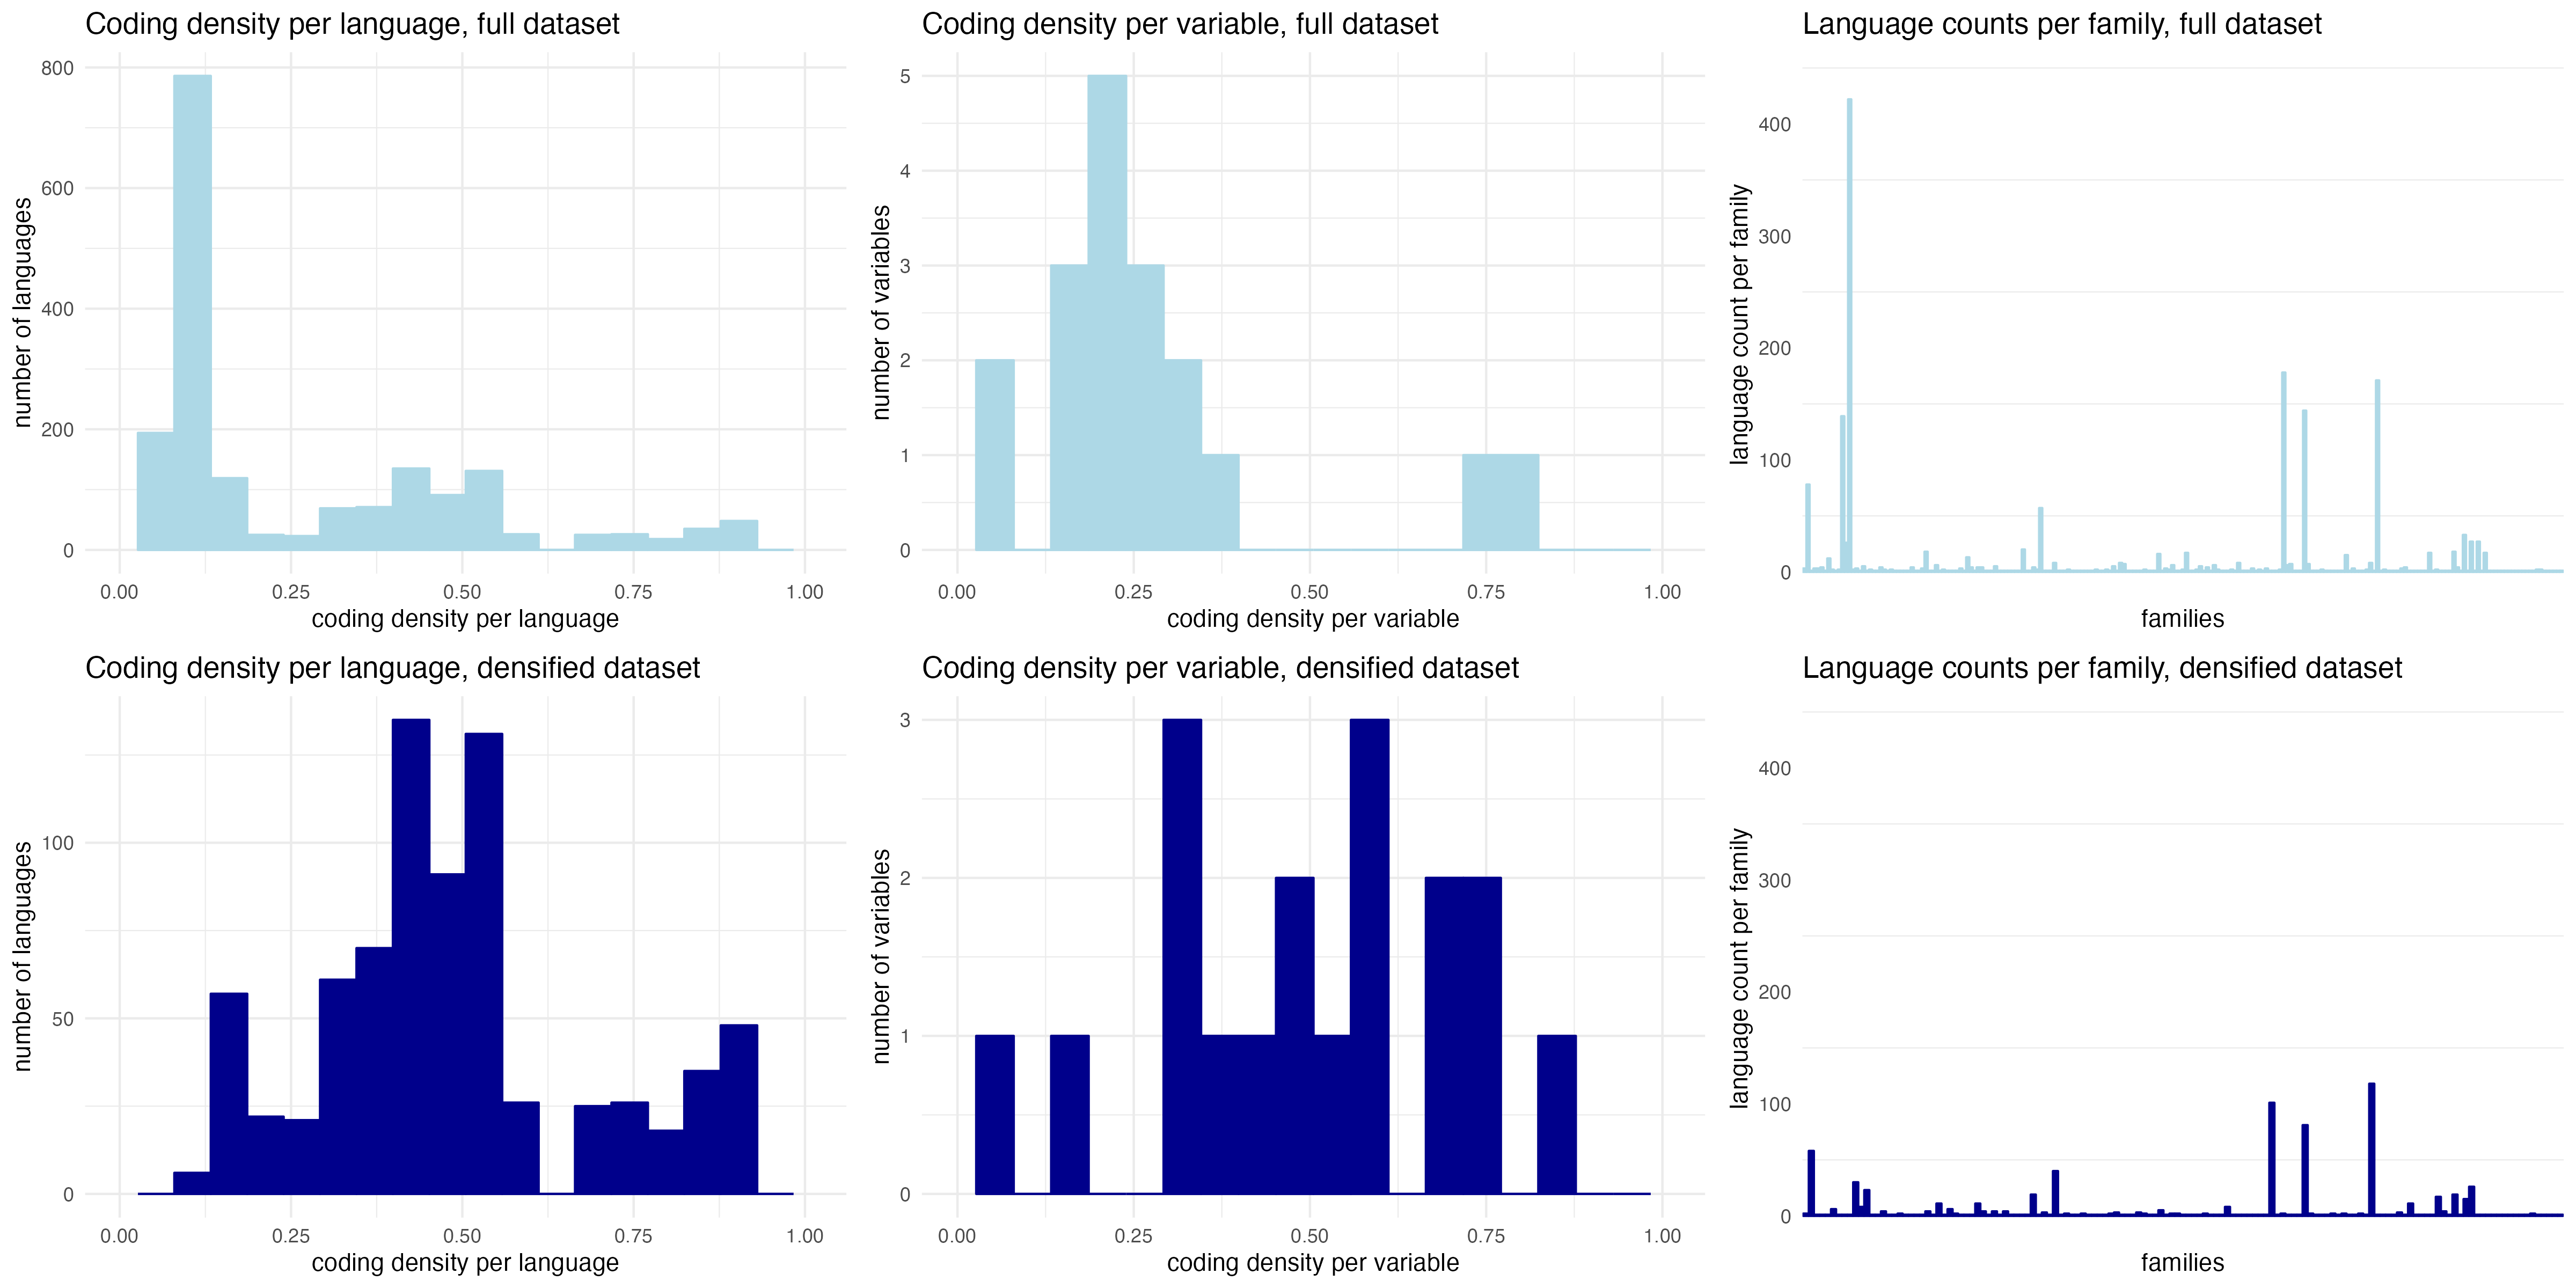 Coding density per language, full dataset
number of languages
800
600
400
200
0
0.00 0.25 0.50 0.75 1.00
coding density per language
Coding density per variable, full dataset
number of variables
5
4
3
2
1
0
0.00 0.25 0.50 0.75 1.00
coding density per variable
Language counts per family, full dataset
language count per family
400
300
200
100
0
families
Coding density per language, densified dataset
number of languages
100
50
0
0.00 0.25 0.50 0.75 1.00
coding density per language
Coding density per variable, densified dataset
number of variables
3
2
1
0
0.00 0.25 0.50 0.75 1.00
coding density per variable
Language counts per family, densified dataset
language count per family
400
300
200
100
0
families